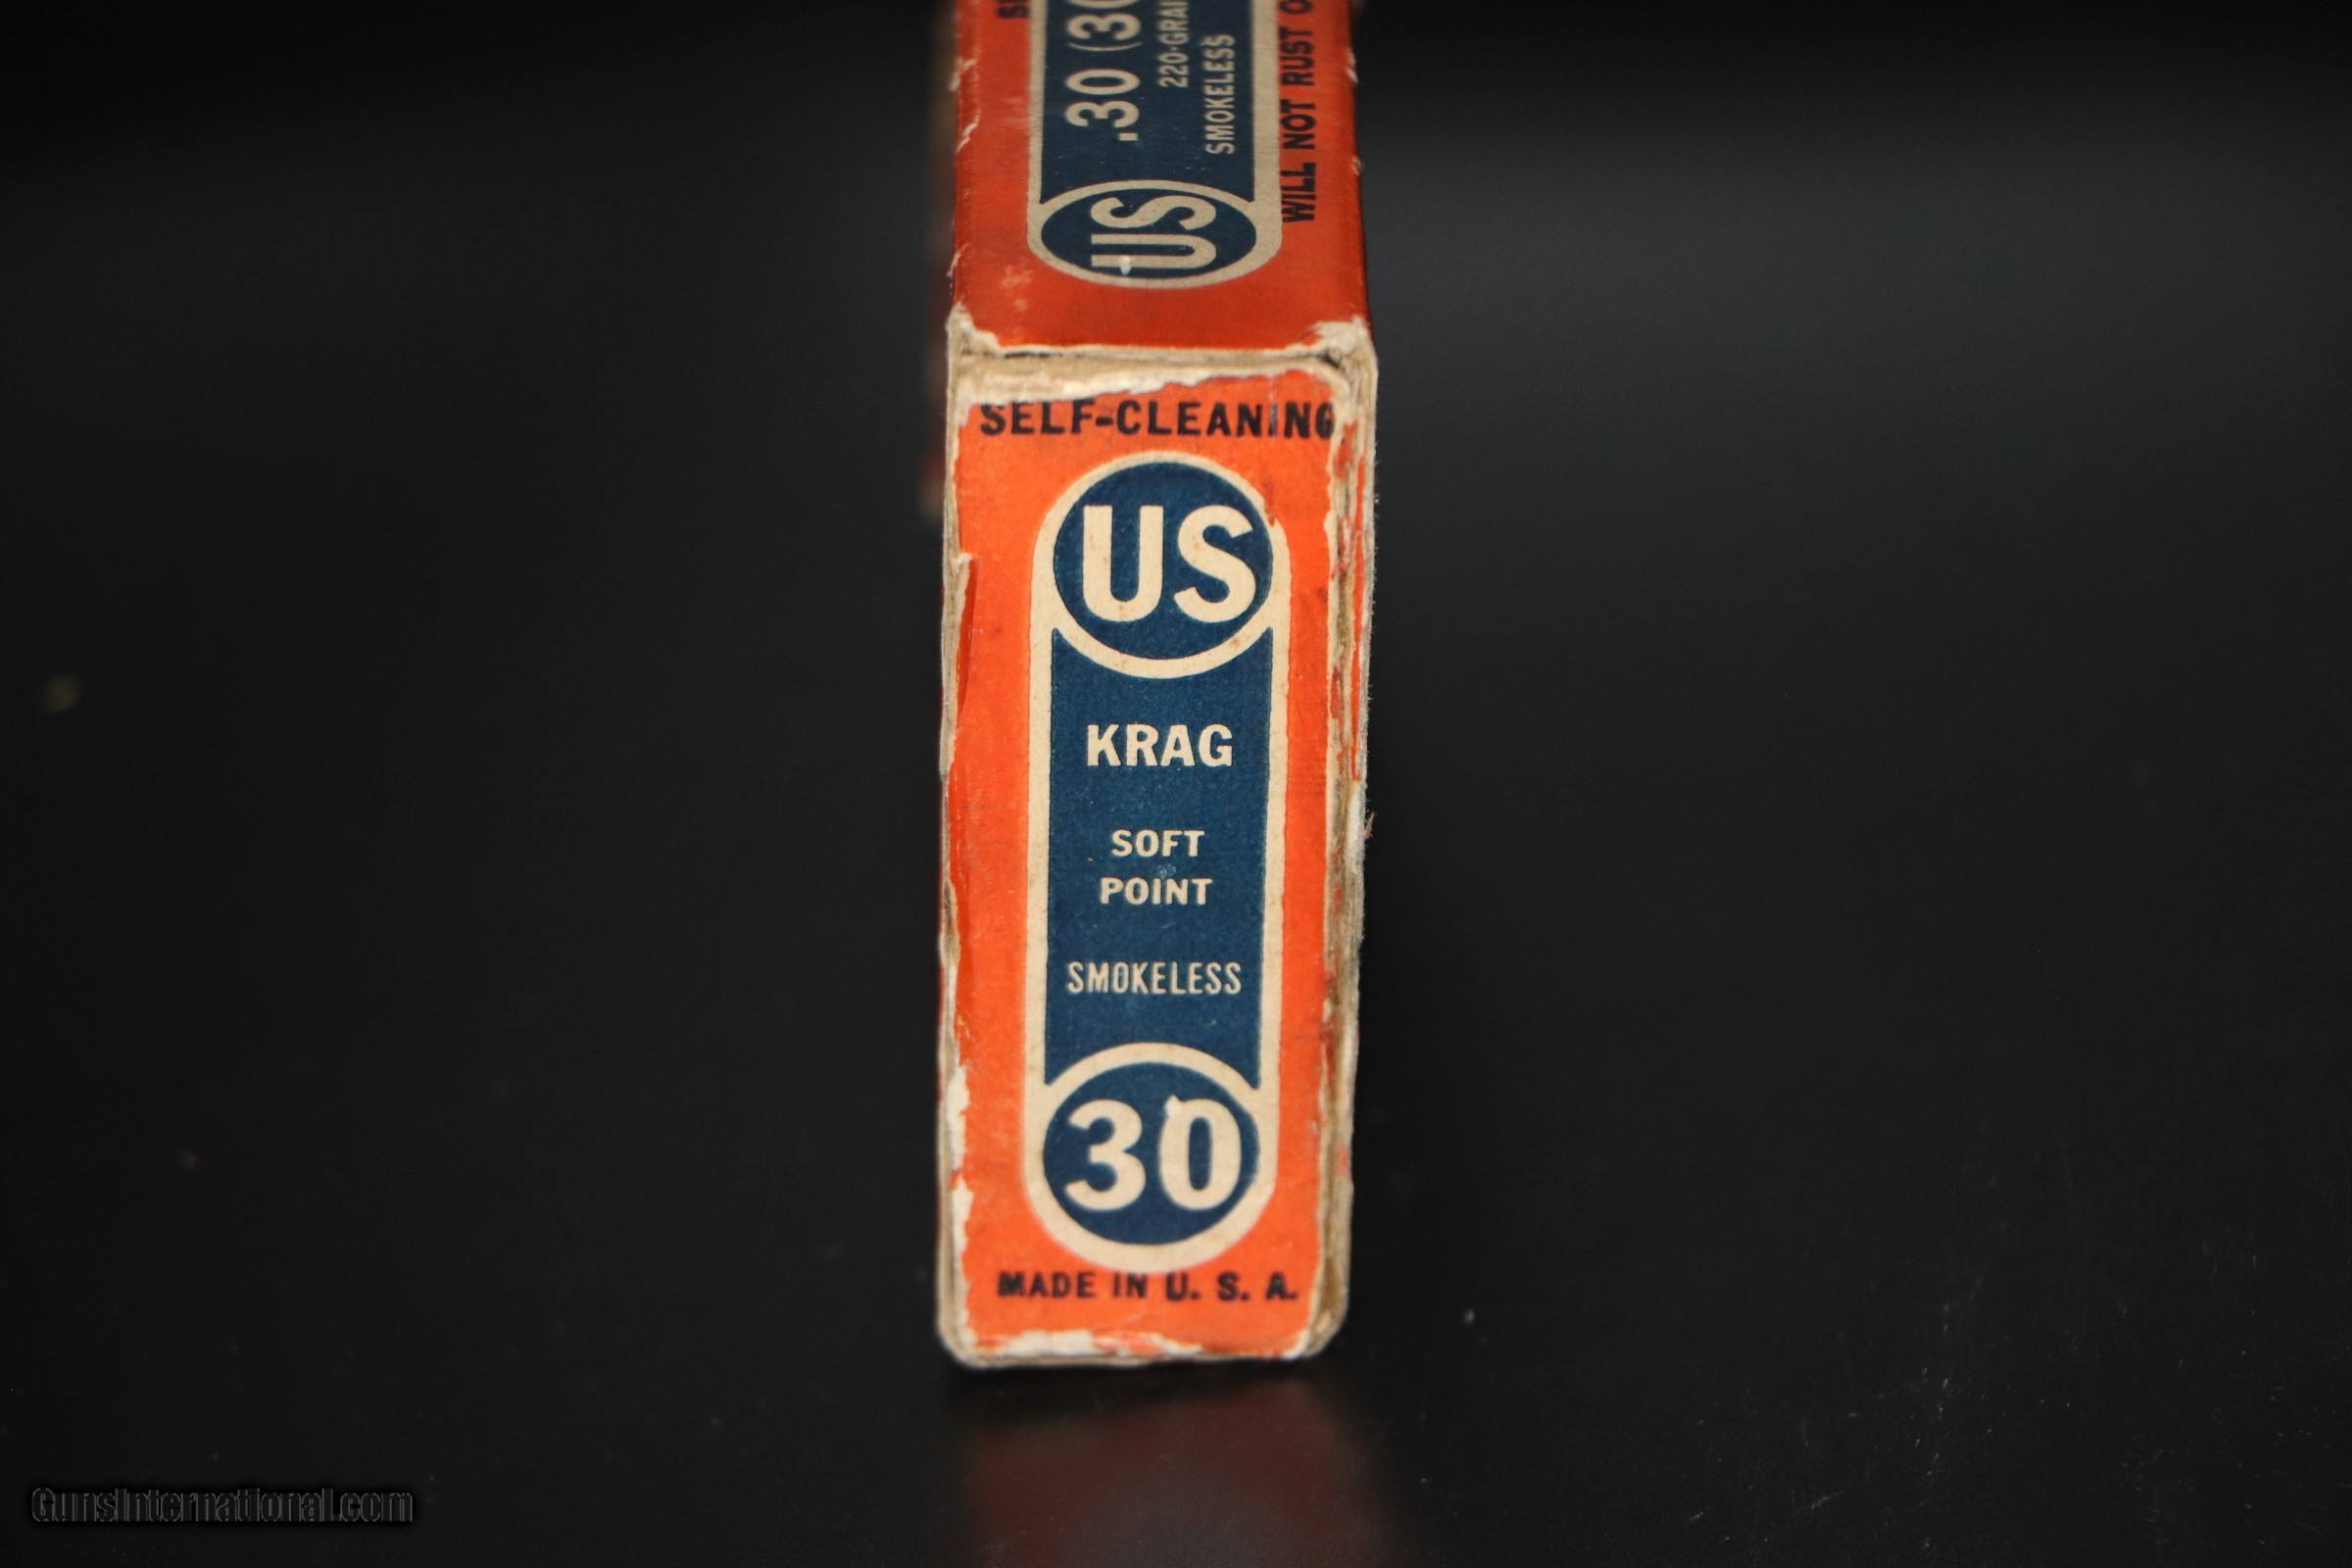 .30 (30
220-GRAI
SMOKELESS
US
WILL NOT RUST O
SELF-CLEANING
US
KRAG
SOFT
POINT
SMOKELESS
30
MADE IN U. S. A.
GunsInternational.com